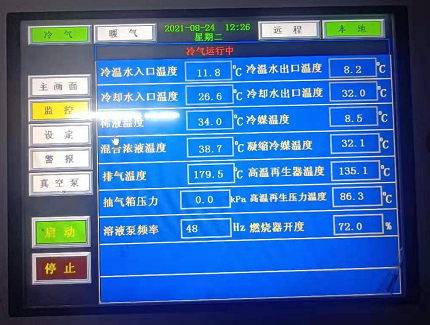 冷气 暖气 2021-08-24 12:26 远程 本地
星期二
冷气运行中
冷温水入口温度 11.8 ℃ 冷温水出口温度 8.2 ℃
主画面
冷却水入口温度 26.6 ℃ 冷却水出口温度 32.0 ℃
监控
稀液温度 34.0 ℃ 冷媒温度 8.5 ℃
设定
混合浓液温度 38.7 ℃ 凝缩冷媒温度 32.1 ℃
警报
排气温度 179.5 ℃ 高温再生器温度 135.1 ℃
真空泵
抽气箱压力 0.0 kPa 高温再生压力温度 86.3 ℃
启动 溶液泵频率 48 Hz 燃烧器开度 72.0 %
停止